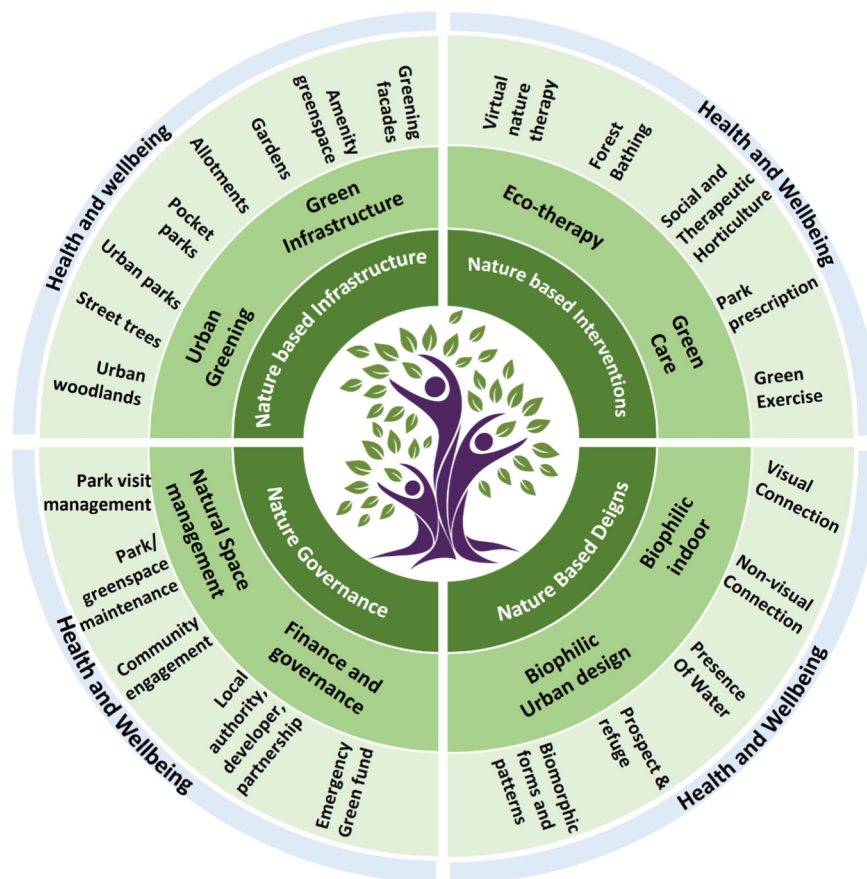 Health and wellbeing
Greening
facades
Amenity
greenspace
Gardens
Allotments
Pocket
parks
Urban parks
Street trees
Urban
woodlands
Green
Infrastructure
Urban
Greening
Nature based Infrastructure
Health and Wellbeing
Virtual
nature
therapy
Forest
Bathing
Social and
Therapeutic
Horticulture
Park
prescription
Green
Exercise
Eco-therapy
Green
Care
Nature based Interventions
Park visit
management
Park/
greenspace
maintenance
Community
engagement
Local
authority,
developer,
partnership
Emergency
Green fund
Natural Space
management
Finance and
governance
Nature Governance
Health and Wellbeing
Visual
Connection
Non-visual
Connection
Presence
Of Water
Prospect &
refuge
Biomorphic
forms and
patterns
Biophilic
indOor
Biophilic
Urban design
Nature Based Deigns
Health and Wellbeing